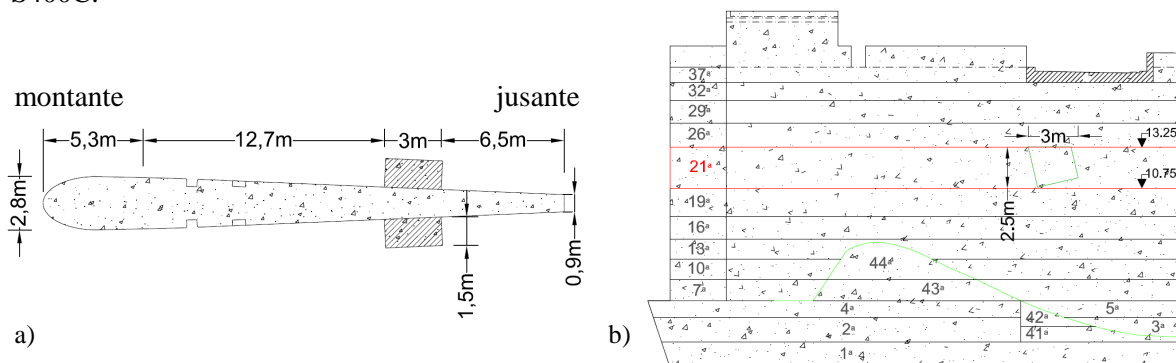 montante
jusante
5,3m
12,7m
3m
6,5m
2,8m
1,5m
0,9m
a)
37ª
32ª
29ª
26ª
3m
13.25
21ª
10.75
19ª
2.5m
16ª
13ª
10ª
44ª
7ª
43ª
4ª
5ª
42ª
3ª
2ª
41ª
1ª
b)